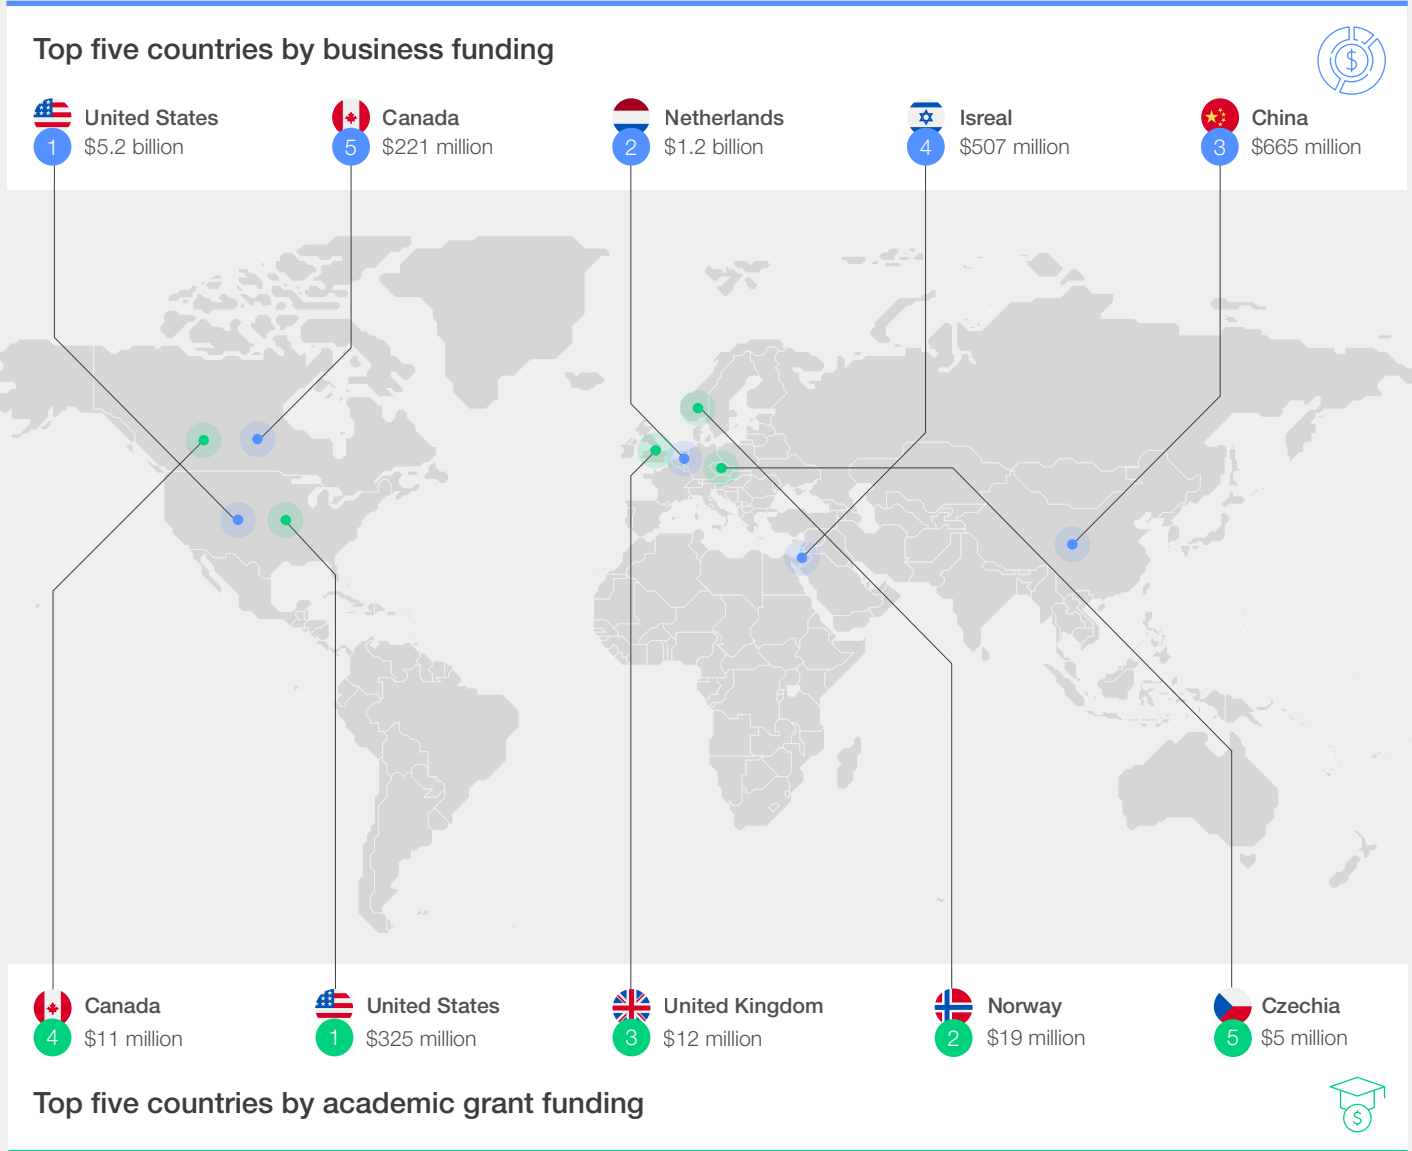 Top five countries by business funding
$
United States
1 $5.2 billion
Canada
5 $221 million
Netherlands
2 $1.2 billion
Isreal
4 $507 million
China
3 $665 million
Canada
4 $11 million
United States
1 $325 million
United Kingdom
3 $12 million
Norway
2 $19 million
Czechia
5 $5 million
Top five countries by academic grant funding
$